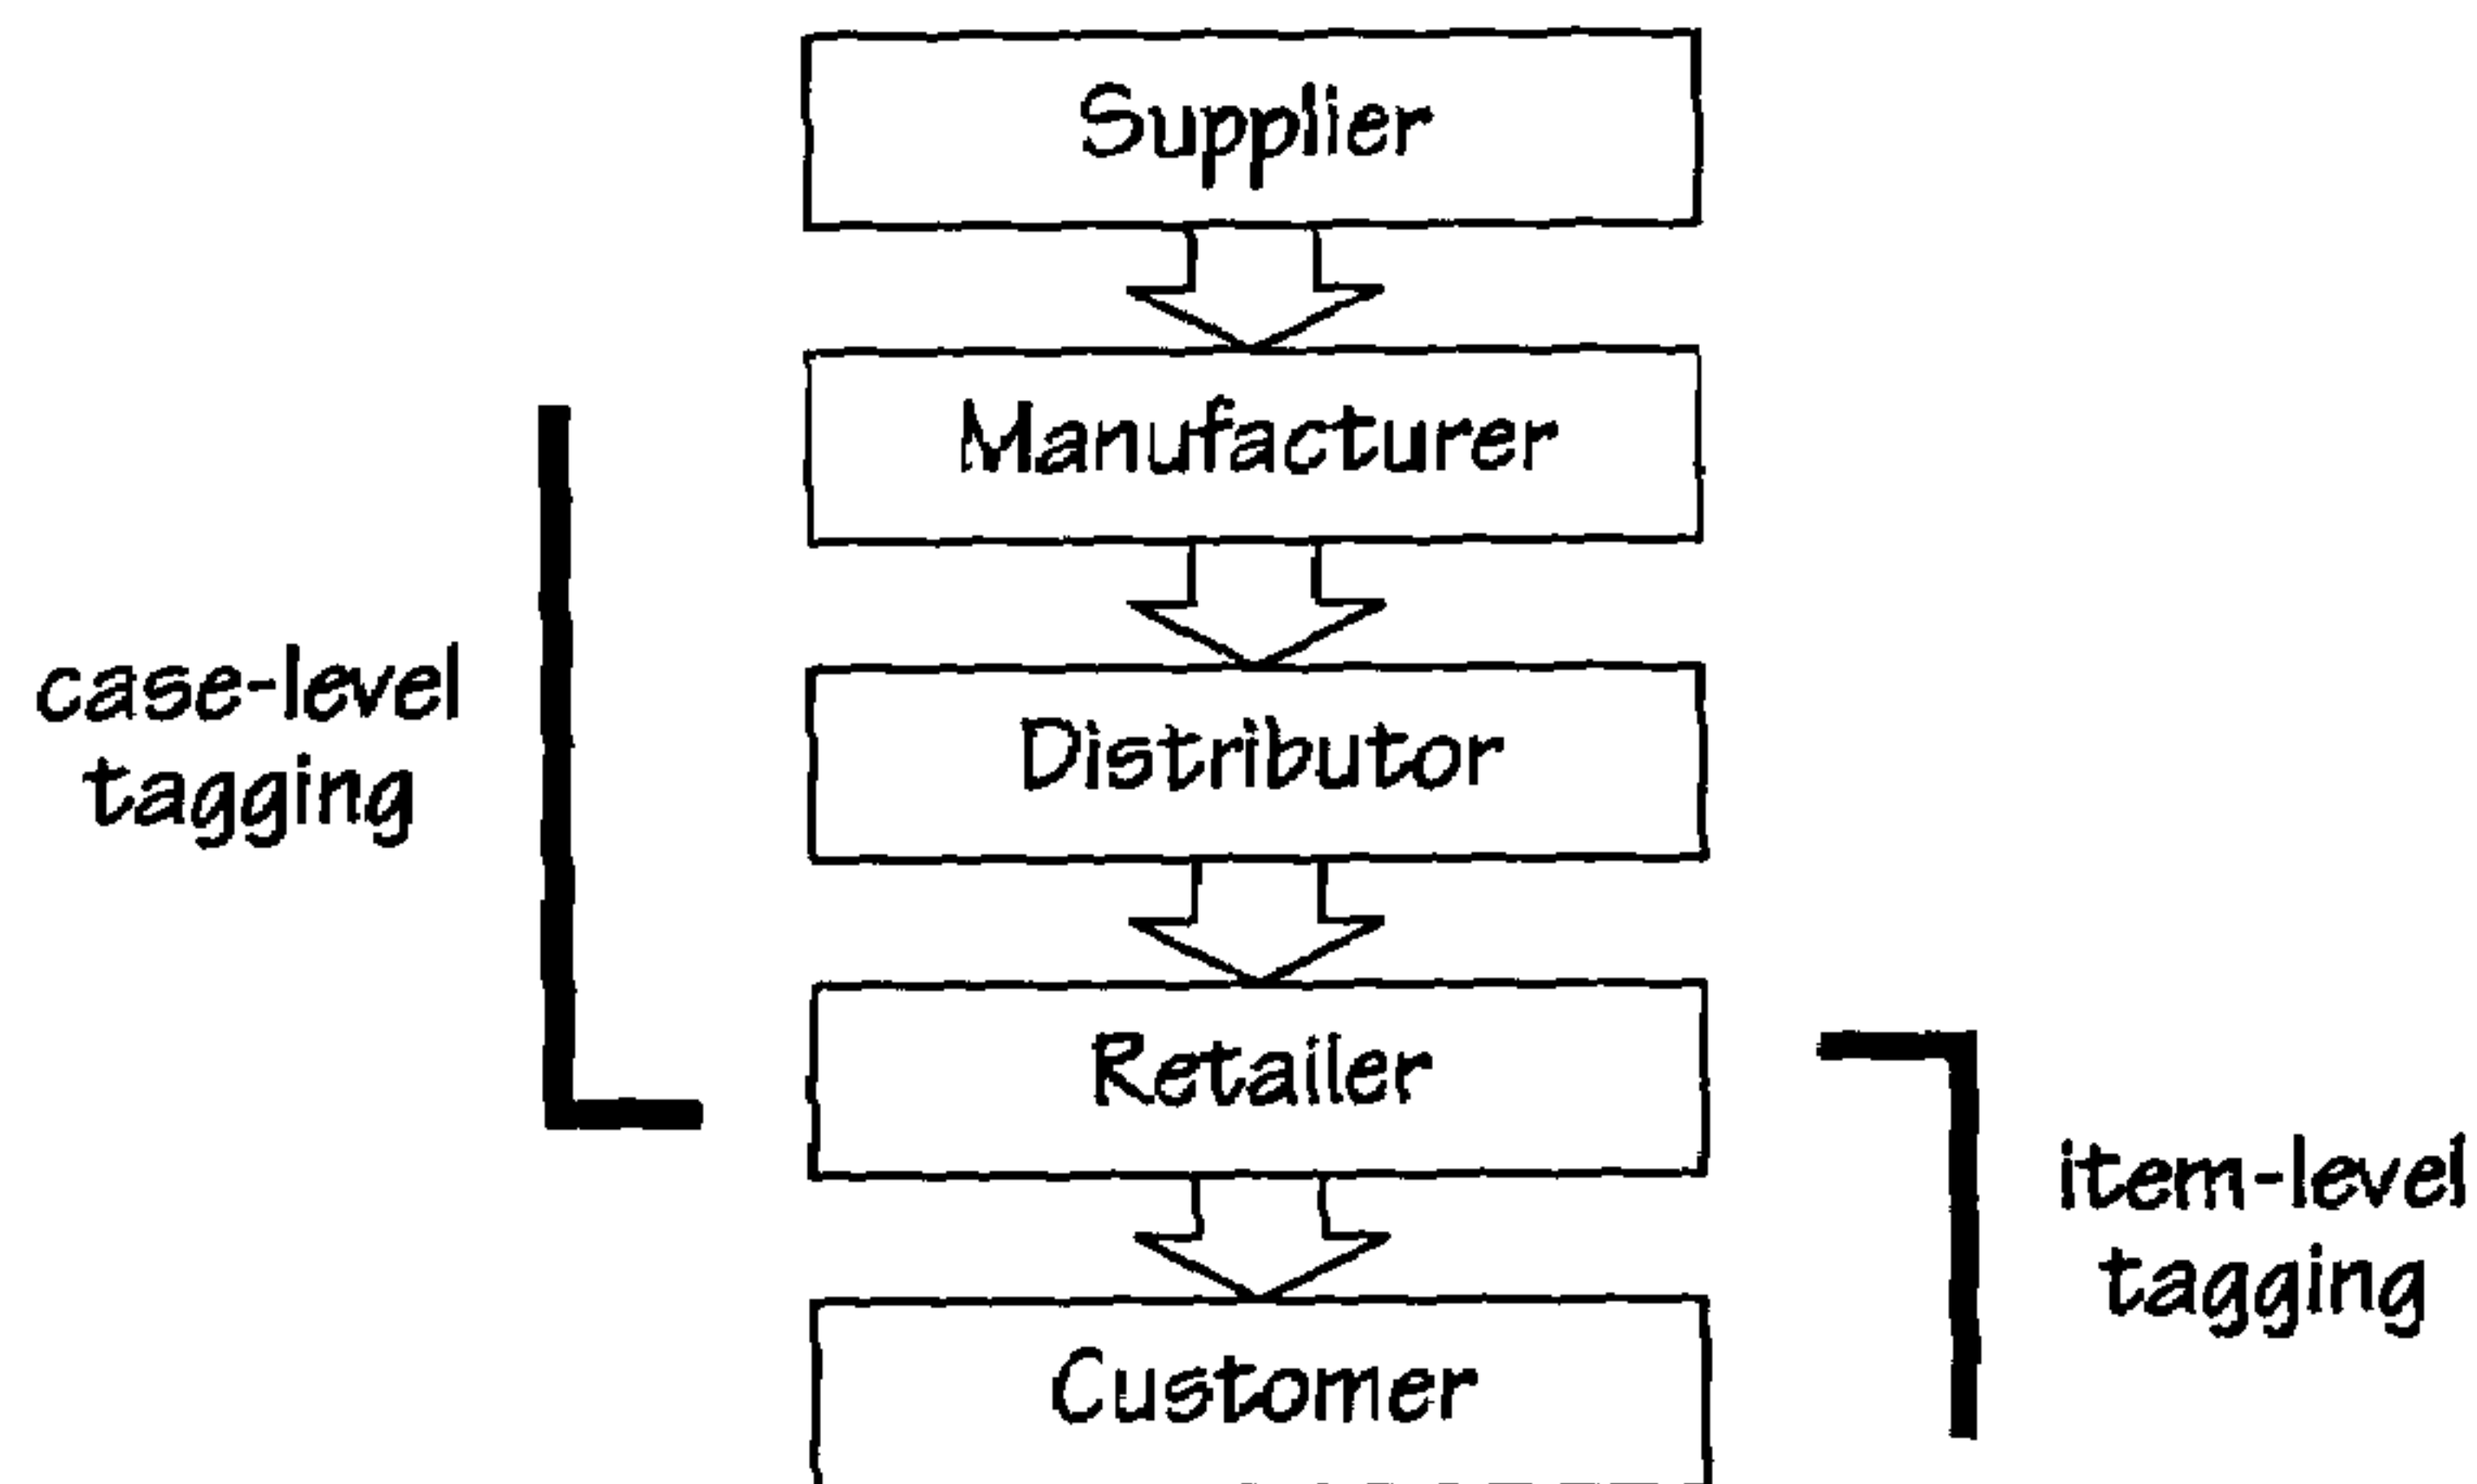 Supplier
Manufacturer
case-level
tagging
Distributor
Retailer
item-level
tagging
Customer